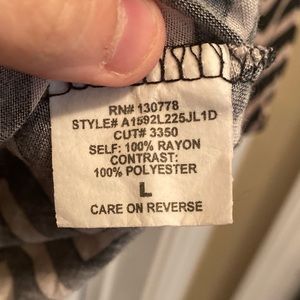 RN# 130778
STYLE# A1592L225JL1D
CUT# 3350
SELF: 100% RAYON
CONTRAST:
100% POLYESTER
L
CARE ON REVERSE